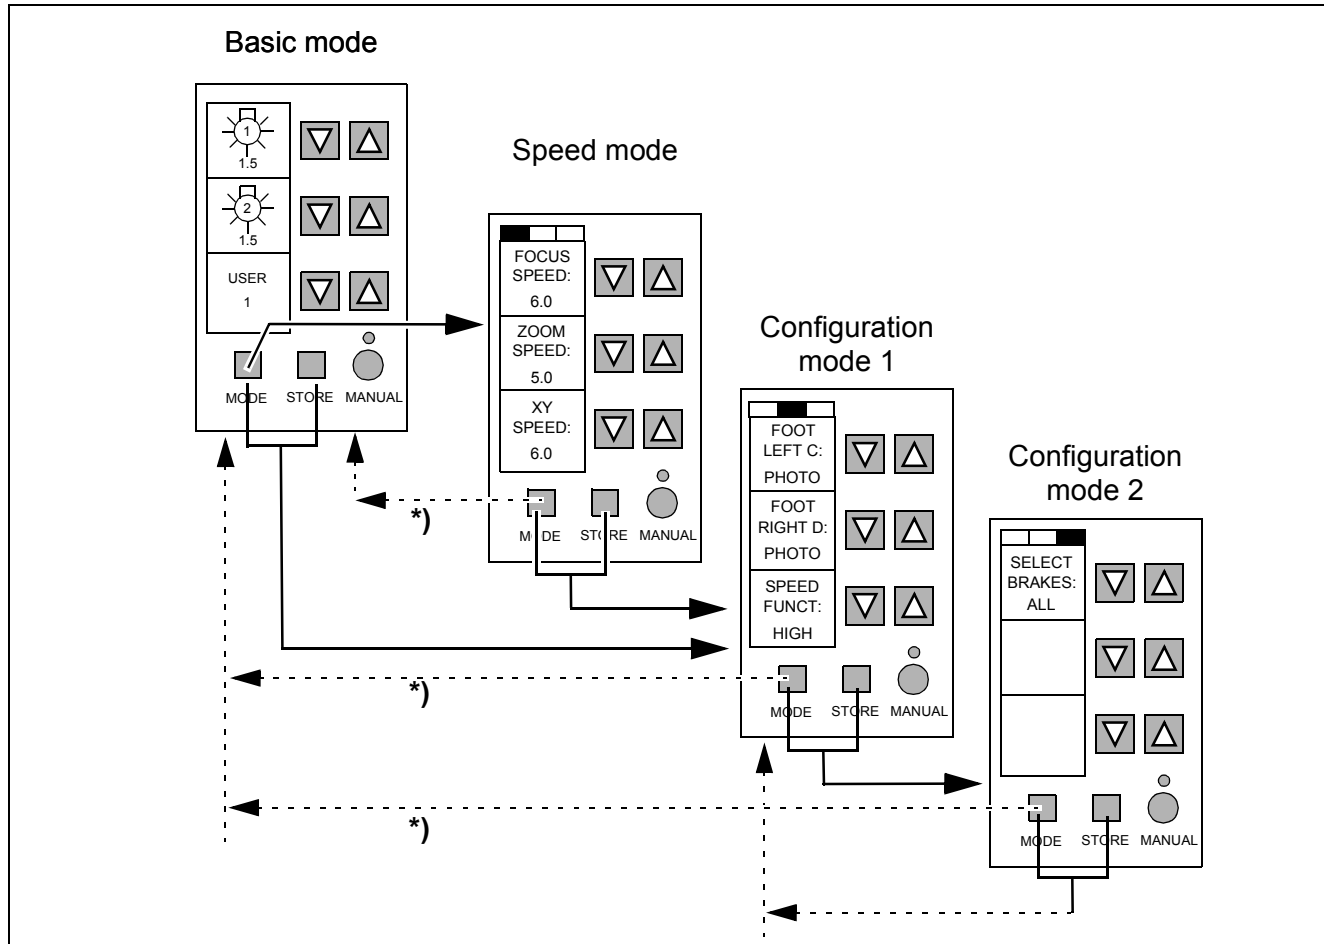 Basic mode
1
1.5
2
1.5
USER
1
MODE STORE MANUAL
Speed mode
FOCUS
SPEED:
6.0
ZOOM
SPEED:
5.0
XY
SPEED:
6.0
MODE STORE MANUAL
*)
Configuration
mode 1
FOOT
LEFT C:
PHOTO
FOOT
RIGHT D:
PHOTO
SPEED
FUNCT:
HIGH
MODE STORE MANUAL
*)
Configuration
mode 2
SELECT
BRAKES:
ALL
MODE STORE MANUAL
*)